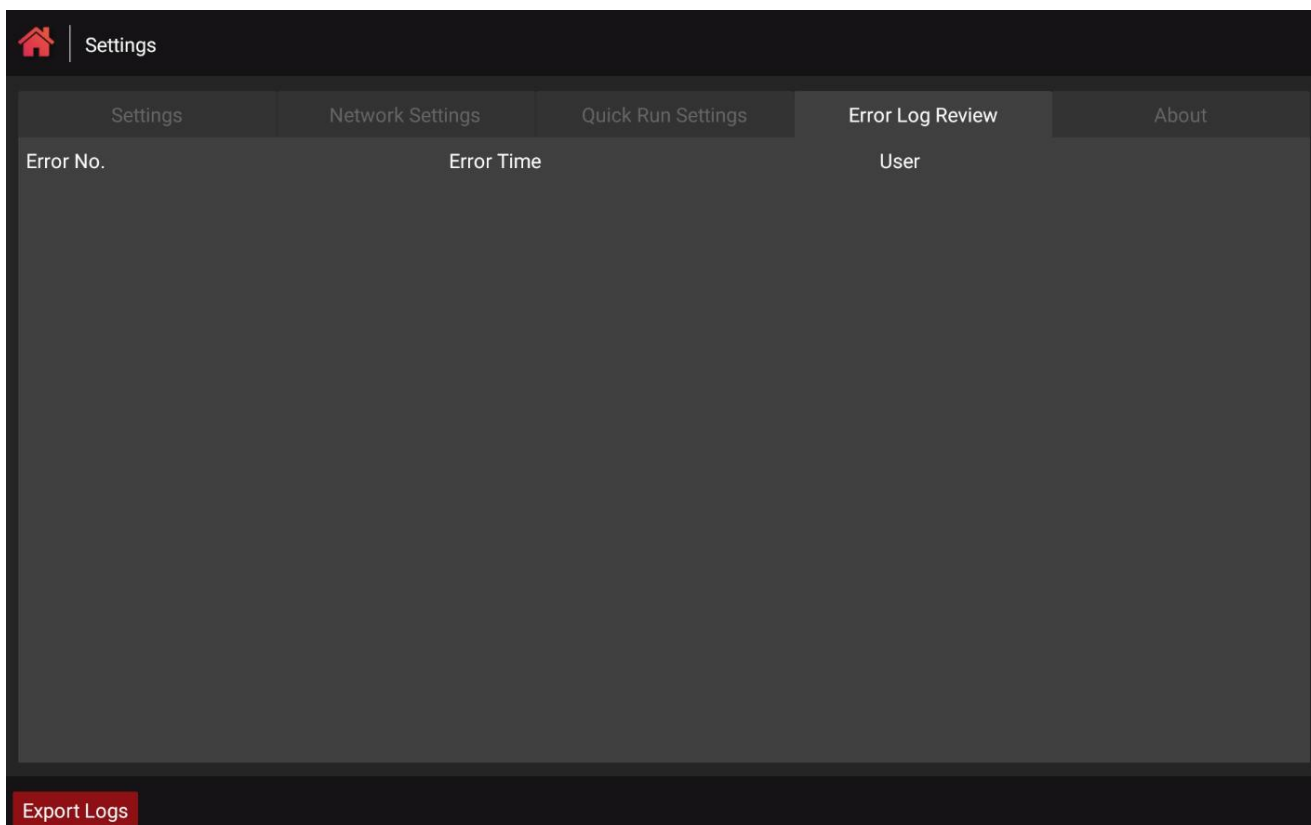 Settings
Settings Network Settings Quick Run Settings Error Log Review About
Error No. Error Time User
Export Logs